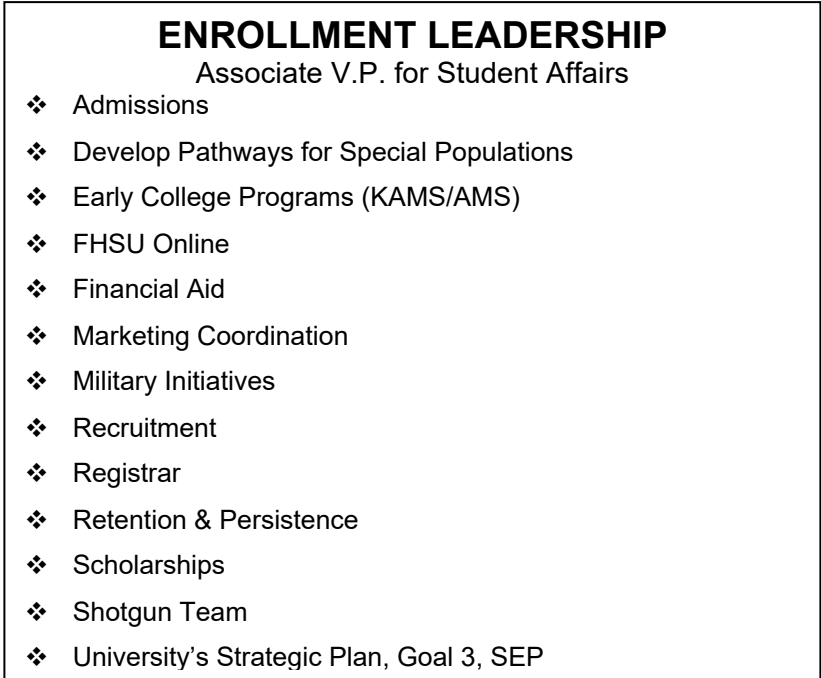 ENROLLMENT LEADERSHIP
Associate V.P. for Student Affairs
❖ Admissions
❖ Develop Pathways for Special Populations
❖ Early College Programs (KAMS/AMS)
❖ FHSU Online
❖ Financial Aid
❖ Marketing Coordination
❖ Military Initiatives
❖ Recruitment
❖ Registrar
❖ Retention & Persistence
❖ Scholarships
❖ Shotgun Team
❖ University’s Strategic Plan, Goal 3, SEP